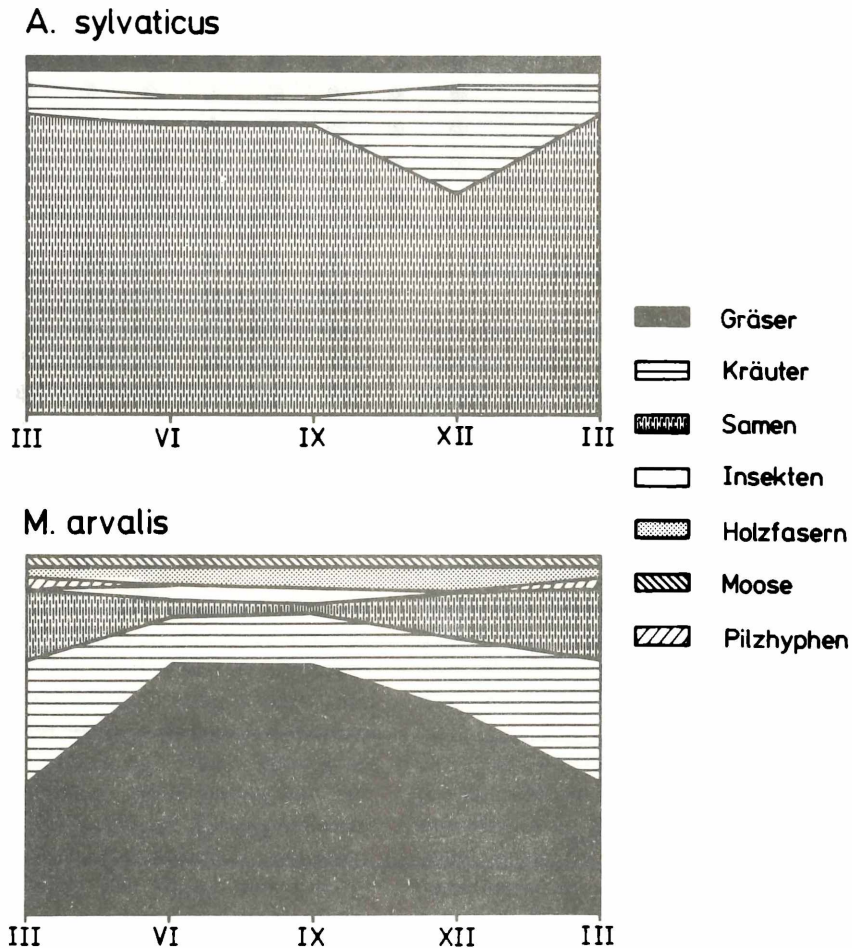 A. sylvaticus
III VI IX XII III
Gräser
Kräuter
Samen
Insekten
Holzfasern
Moose
Pilzhyphen
M. arvalis
III VI IX XII III